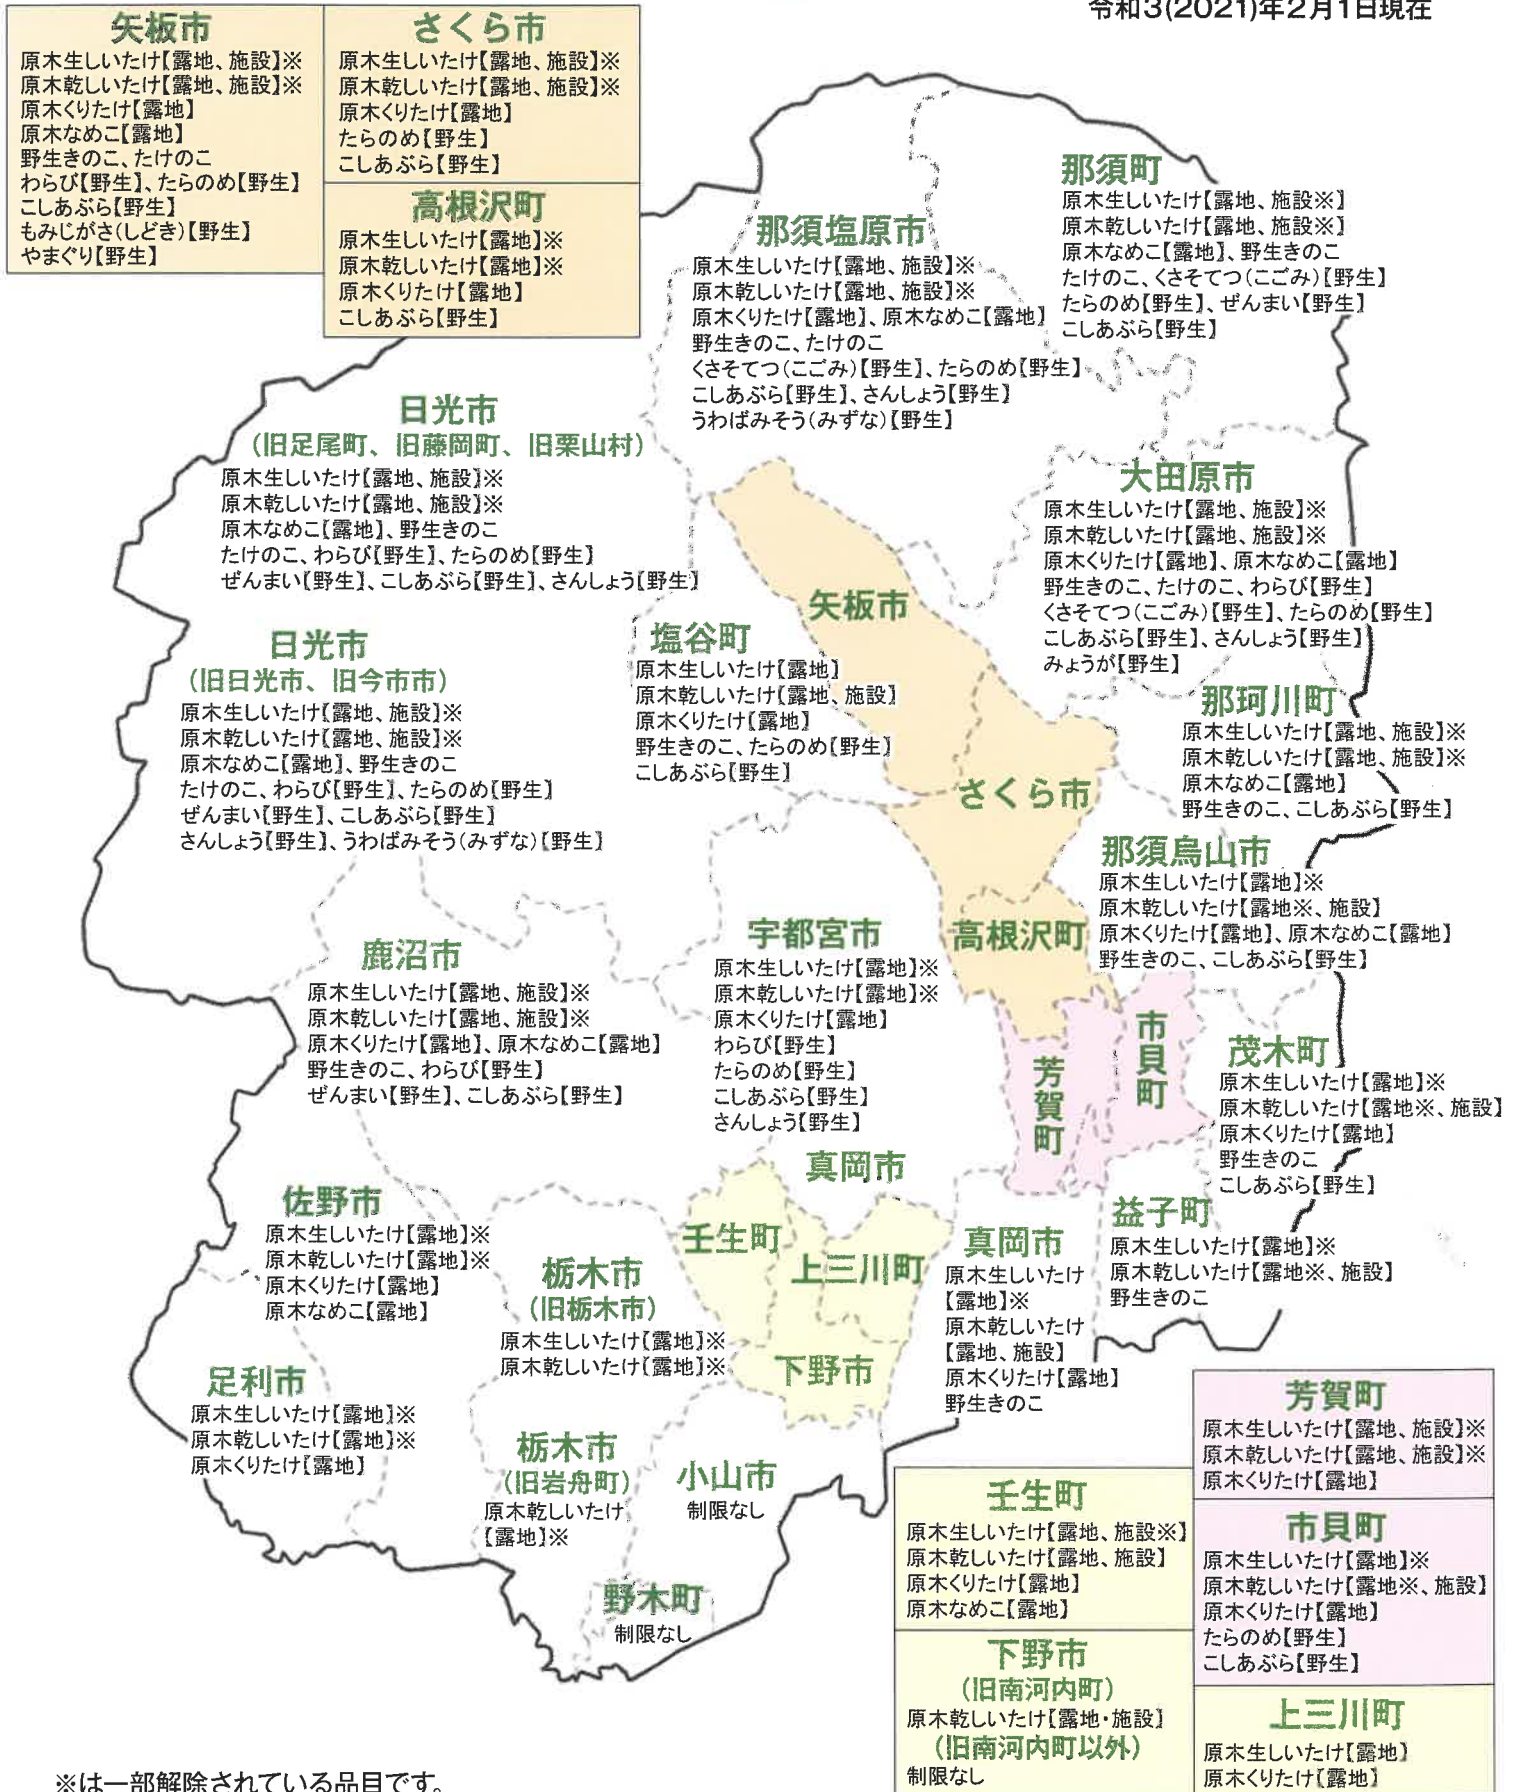 令和3(2021)年2月1日現在
矢板市
原木生しいたけ【露地、施設】※
原木乾しいたけ【露地、施設】※
原木くりたけ【露地】
原木なめこ【露地】
野生きのこ、たけのこ
わらび【野生】、たらのめ【野生】
こしあぶら【野生】
もみじがさ(しどき)【野生】
やまぐり【野生】
さくら市
原木生しいたけ【露地、施設】※
原木乾しいたけ【露地、施設】※
原木くりたけ【露地】
たらのめ【野生】
こしあぶら【野生】
高根沢町
原木生しいたけ【露地】※
原木乾しいたけ【露地】※
原木くりたけ【露地】
こしあぶら【野生】
那須町
原木生しいたけ【露地、施設※】
原木乾しいたけ【露地、施設※】
原木なめこ【露地】、野生きのこ
たけのこ、くさそてつ(こごみ)【野生】
たらのめ【野生】、ぜんまい【野生】
こしあぶら【野生】
那須塩原市
原木生しいたけ【露地、施設】※
原木乾しいたけ【露地、施設】※
原木くりたけ【露地】、原木なめこ【露地】
野生きのこ、たけのこ
くさそてつ(こごみ)【野生】、たらのめ【野生】
こしあぶら【野生】、さんしょう【野生】
うわばみそう(みずな)【野生】
日光市
(旧足尾町、旧藤岡町、旧栗山村)
原木生しいたけ【露地、施設】※
原木乾しいたけ【露地、施設】※
原木なめこ【露地】、野生きのこ
たけのこ、わらび【野生】、たらのめ【野生】
ぜんまい【野生】、こしあぶら【野生】、さんしょう【野生】
大田原市
原木生しいたけ【露地、施設】※
原木乾しいたけ【露地、施設】※
原木くりたけ【露地】、原木なめこ【露地】
野生きのこ、たけのこ、わらび【野生】
くさそてつ(こごみ)【野生】、たらのめ【野生】
こしあぶら【野生】、さんしょう【野生】
みょうが【野生】
矢板市
日光市
(旧日光市、旧今市市)
原木生しいたけ【露地、施設】※
原木乾しいたけ【露地、施設】※
原木なめこ【露地】、野生きのこ
たけのこ、わらび【野生】、たらのめ【野生】
ぜんまい【野生】、こしあぶら【野生】
さんしょう【野生】、うわばみそう(みずな)【野生】
塩谷町
原木生しいたけ【露地】
原木乾しいたけ【露地、施設】
原木くりたけ【露地】
野生きのこ、たらのめ【野生】
こしあぶら【野生】
那珂川町
原木生しいたけ【露地、施設】※
原木乾しいたけ【露地、施設】※
原木なめこ【露地】
野生きのこ、こしあぶら【野生】
さくら市
那須烏山市
原木生しいたけ【露地】※
原木乾しいたけ【露地※、施設】
原木くりたけ【露地】、原木なめこ【露地】
野生きのこ、こしあぶら【野生】
高根沢町
鹿沼市
原木生しいたけ【露地、施設】※
原木乾しいたけ【露地、施設】※
原木くりたけ【露地】、原木なめこ【露地】
野生きのこ、わらび【野生】
ぜんまい【野生】、こしあぶら【野生】
宇都宮市
原木生しいたけ【露地】※
原木乾しいたけ【露地】※
原木くりたけ【露地】
わらび【野生】
たらのめ【野生】
こしあぶら【野生】
さんしょう【野生】
芳賀町
市貝町
茂木町
原木生しいたけ【露地】※
原木乾しいたけ【露地※、施設】
原木くりたけ【露地】
野生きのこ
こしあぶら【野生】
真岡市
佐野市
原木生しいたけ【露地】※
原木乾しいたけ【露地】※
原木くりたけ【露地】
原木なめこ【露地】
壬生町
上三川町
下野市
真岡市
原木生しいたけ
【露地】※
原木乾しいたけ
【露地、施設】
原木くりたけ【露地】
野生きのこ
益子町
原木生しいたけ【露地】※
原木乾しいたけ【露地※、施設】
野生きのこ
栃木市
(旧栃木市)
原木生しいたけ【露地】※
原木乾しいたけ【露地】※
足利市
原木生しいたけ【露地】※
原木乾しいたけ【露地】※
原木くりたけ【露地】
栃木市
(旧岩舟町)
原木乾しいたけ
【露地】※
小山市
制限なし
野木町
制限なし
芳賀町
原木生しいたけ【露地、施設】※
原木乾しいたけ【露地、施設】※
原木くりたけ【露地】
壬生町
原木生しいたけ【露地、施設※】
原木乾しいたけ【露地、施設】
原木くりたけ【露地】
原木なめこ【露地】
市貝町
原木生しいたけ【露地】※
原木乾しいたけ【露地※、施設】
原木くりたけ【露地】
たらのめ【野生】
こしあぶら【野生】
下野市
(旧南河内町)
原木乾しいたけ【露地・施設】
(旧南河内町以外)
制限なし
上三川町
原木生しいたけ【露地】
原木くりたけ【露地】
※は一部解除されている品目です。